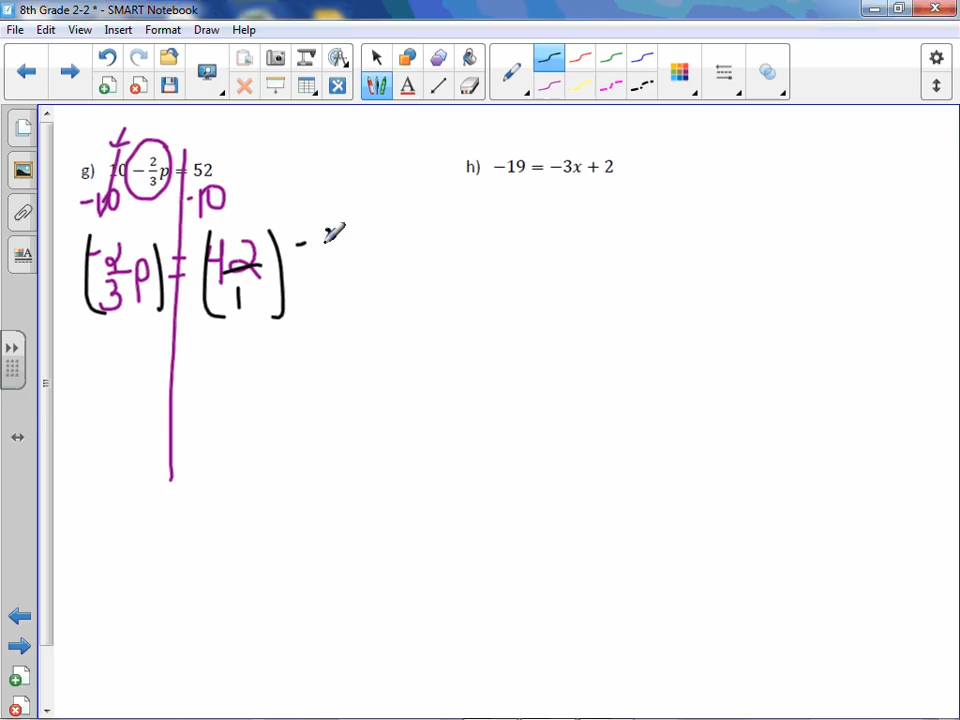 8th Grade 2-2 * - SMART Notebook
File Edit View Insert Format Draw Help
g) 10 − 2/3 p = 52
-10 -10
(-2/3 p) = (42/1) -
h) −19 = −3x + 2